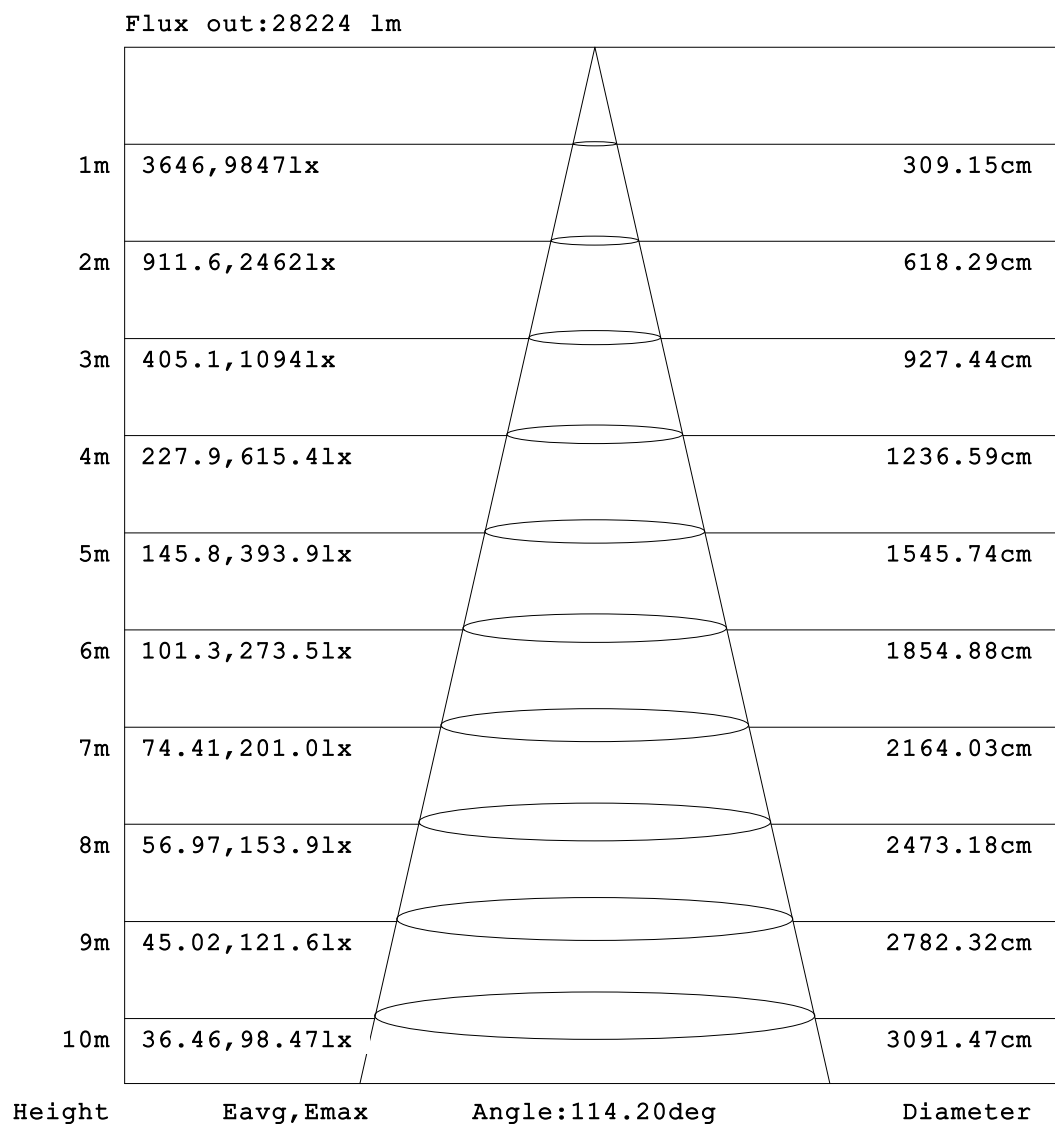 Flux out:28224 lm
1m 3646,9847lx 309.15cm
2m 911.6,2462lx 618.29cm
3m 405.1,1094lx 927.44cm
4m 227.9,615.4lx 1236.59cm
5m 145.8,393.9lx 1545.74cm
6m 101.3,273.5lx 1854.88cm
7m 74.41,201.0lx 2164.03cm
8m 56.97,153.9lx 2473.18cm
9m 45.02,121.6lx 2782.32cm
10m 36.46,98.47lx 3091.47cm
Height Eavg,Emax Angle:114.20deg Diameter